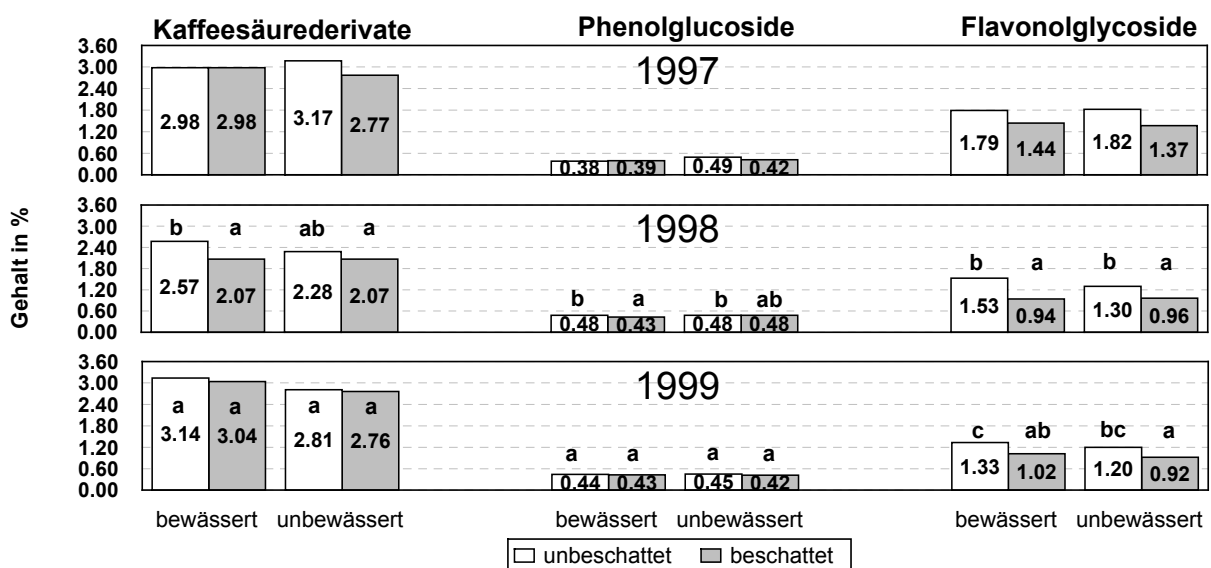 Kaffeesäurederivate Phenolglucoside Flavonolglycoside
Gehalt in %
1997
3.60
3.00
2.40
1.80
1.20
0.60
0.00
2.98 2.98 3.17 2.77 0.38 0.39 0.49 0.42 1.79 1.44 1.82 1.37
1998
3.60
3.00
2.40
1.80
1.20
0.60
0.00
b a ab a b a b ab b a b a
2.57 2.07 2.28 2.07 0.48 0.43 0.48 0.48 1.53 0.94 1.30 0.96
1999
3.60
3.00
2.40
1.80
1.20
0.60
0.00
a a a a a a a a c ab bc a
3.14 3.04 2.81 2.76 0.44 0.43 0.45 0.42 1.33 1.02 1.20 0.92
bewässert unbewässert bewässert unbewässert bewässert unbewässert
unbeschattet beschattet